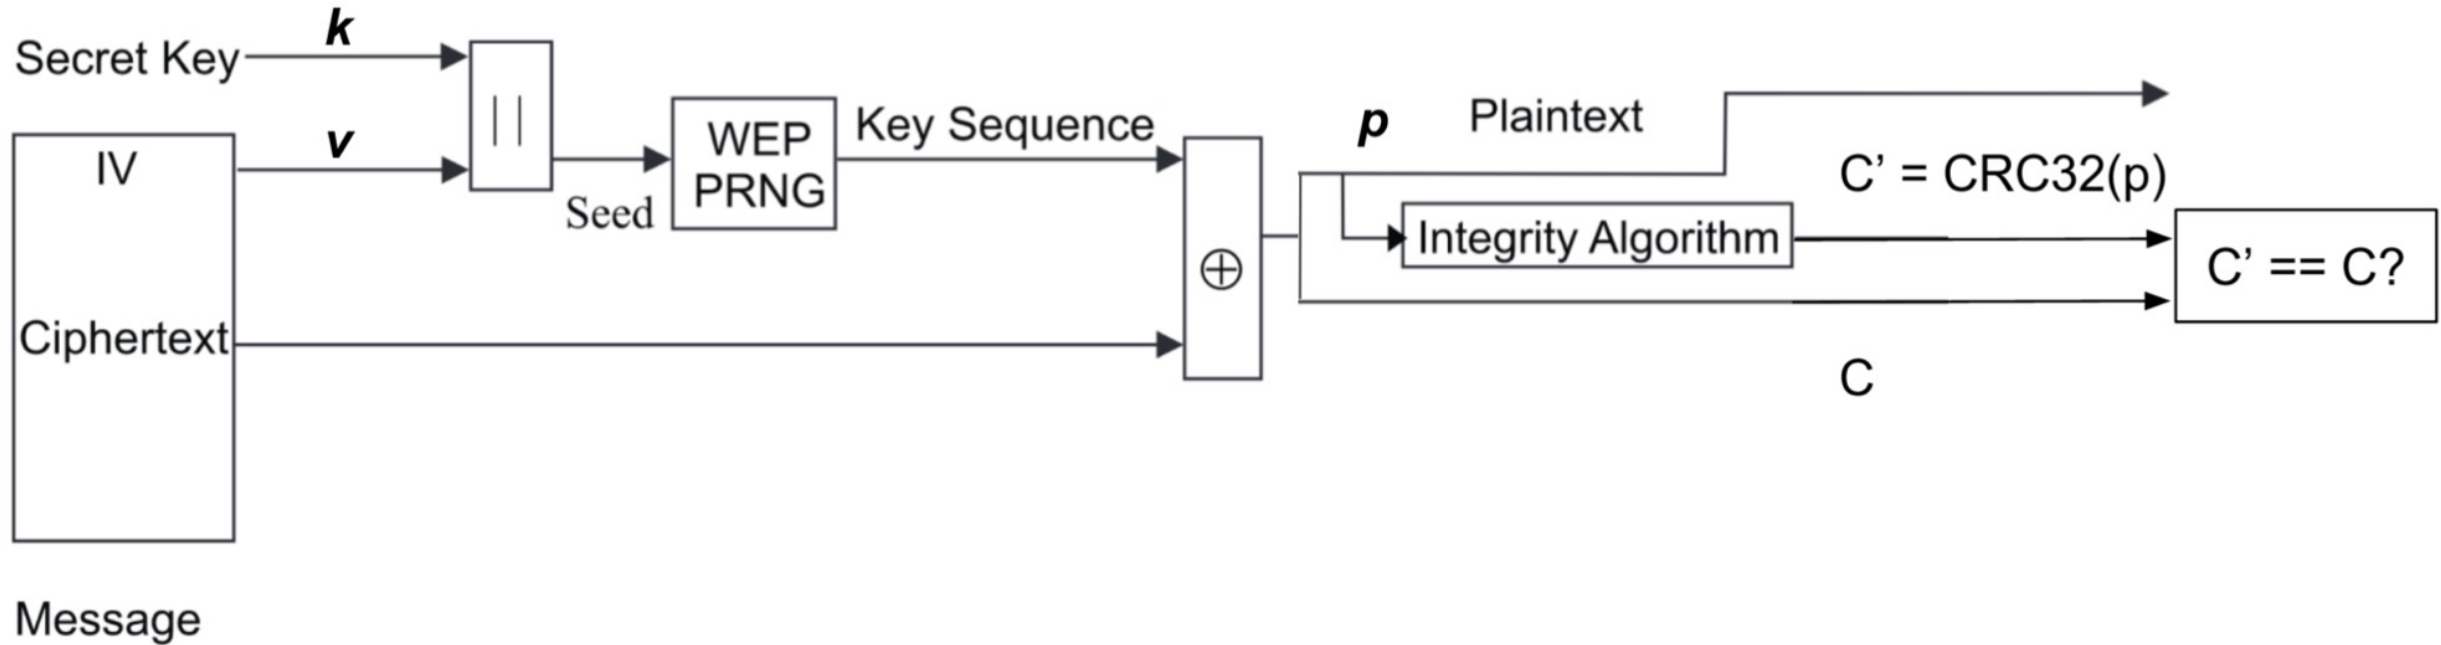 k
Secret Key
v
IV
||
Seed
WEP
PRNG
Key Sequence
p
Plaintext
C’ = CRC32(p)
Integrity Algorithm
C’ == C?
⊕
Ciphertext
C
Message